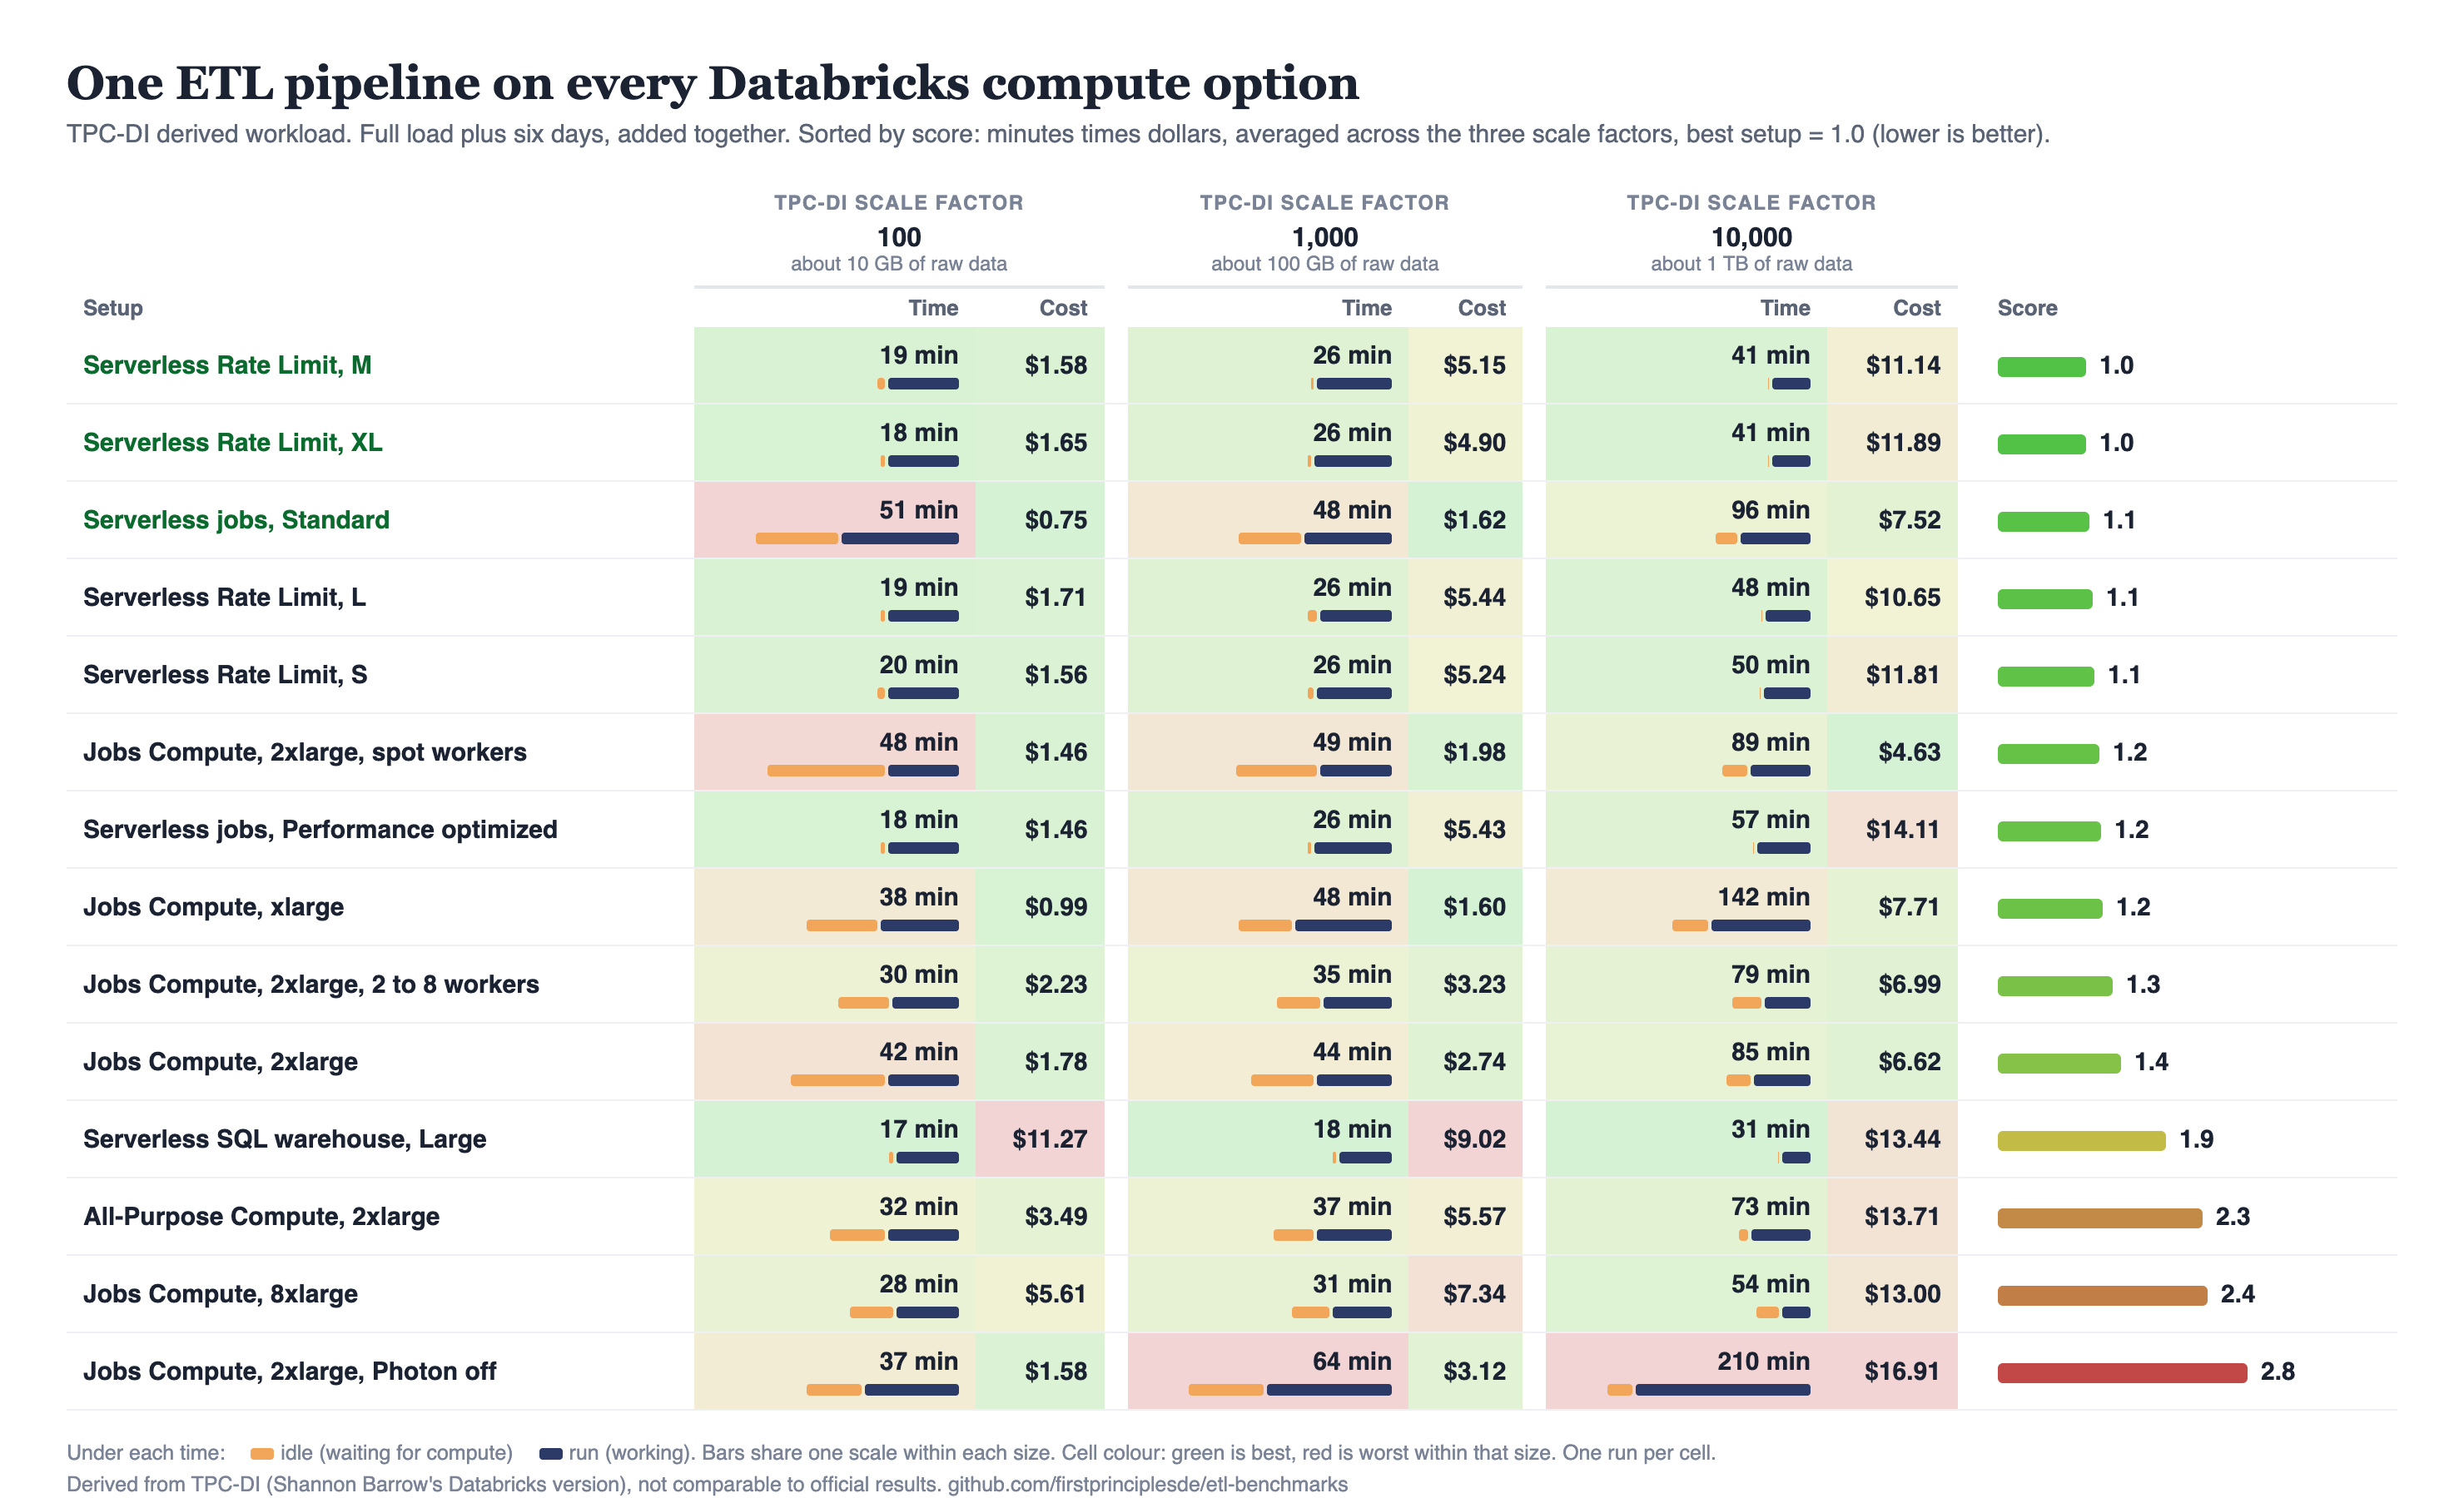 One ETL pipeline on every Databricks compute option
TPC-DI derived workload. Full load plus six days, added together. Sorted by score: minutes times dollars, averaged across the three scale factors, best setup = 1.0 (lower is better).
TPC-DI SCALE FACTOR TPC-DI SCALE FACTOR TPC-DI SCALE FACTOR
100 1,000 10,000
about 10 GB of raw data about 100 GB of raw data about 1 TB of raw data
Setup Time Cost Time Cost Time Cost Score
Serverless Rate Limit, M 19 min $1.58 26 min $5.15 41 min $11.14 1.0
Serverless Rate Limit, XL 18 min $1.65 26 min $4.90 41 min $11.89 1.0
Serverless jobs, Standard 51 min $0.75 48 min $1.62 96 min $7.52 1.1
Serverless Rate Limit, L 19 min $1.71 26 min $5.44 48 min $10.65 1.1
Serverless Rate Limit, S 20 min $1.56 26 min $5.24 50 min $11.81 1.1
Jobs Compute, 2xlarge, spot workers 48 min $1.46 49 min $1.98 89 min $4.63 1.2
Serverless jobs, Performance optimized 18 min $1.46 26 min $5.43 57 min $14.11 1.2
Jobs Compute, xlarge 38 min $0.99 48 min $1.60 142 min $7.71 1.2
Jobs Compute, 2xlarge, 2 to 8 workers 30 min $2.23 35 min $3.23 79 min $6.99 1.3
Jobs Compute, 2xlarge 42 min $1.78 44 min $2.74 85 min $6.62 1.4
Serverless SQL warehouse, Large 17 min $11.27 18 min $9.02 31 min $13.44 1.9
All-Purpose Compute, 2xlarge 32 min $3.49 37 min $5.57 73 min $13.71 2.3
Jobs Compute, 8xlarge 28 min $5.61 31 min $7.34 54 min $13.00 2.4
Jobs Compute, 2xlarge, Photon off 37 min $1.58 64 min $3.12 210 min $16.91 2.8
Under each time: idle (waiting for compute) run (working). Bars share one scale within each size. Cell colour: green is best, red is worst within that size. One run per cell.
Derived from TPC-DI (Shannon Barrow's Databricks version), not comparable to official results. github.com/firstprinciplesde/etl-benchmarks